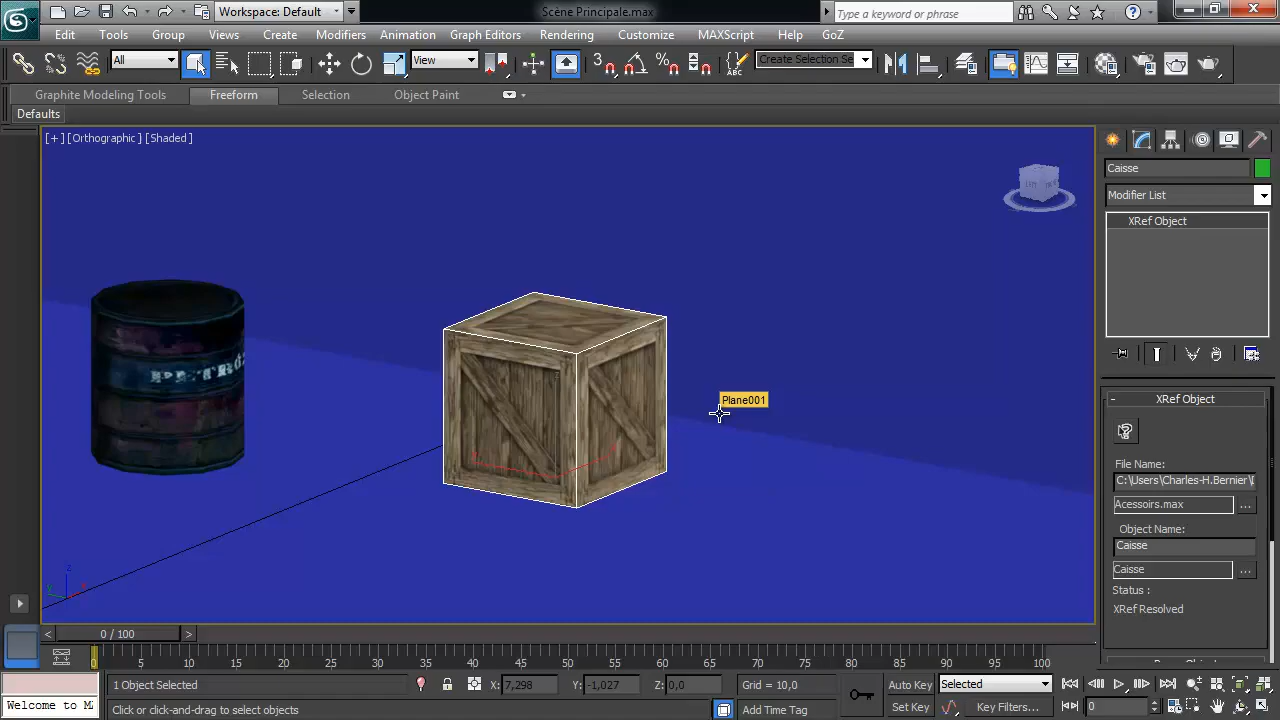 Workspace: Default
Scène Principale.max
Type a keyword or phrase
Edit Tools Group Views Create Modifiers Animation Graph Editors Rendering Customize MAXScript Help GoZ
All
View
3
Create Selection Se
Graphite Modeling Tools Freeform Selection Object Paint
Defaults
[ + ] [Orthographic ] [Shaded ]
Caisse
Modifier List
XRef Object
Plane001
- XRef Object
File Name:
C:\Users\Charles-H.Bernier\
Acessoirs.max ...
Object Name:
Caisse
Caisse ...
Status :
XRef Resolved
z
x
y
< 0 / 100 >
0 5 10 15 20 25 30 35 40 45 50 55 60 65 70 75 80 85 90 95 100
1 Object Selected
X: 7,298 Y: -1,027 Z: 0,0 Grid = 10,0
Auto Key Selected
Welcome to M
Click or click-and-drag to select objects
Add Time Tag
Set Key Key Filters... 0